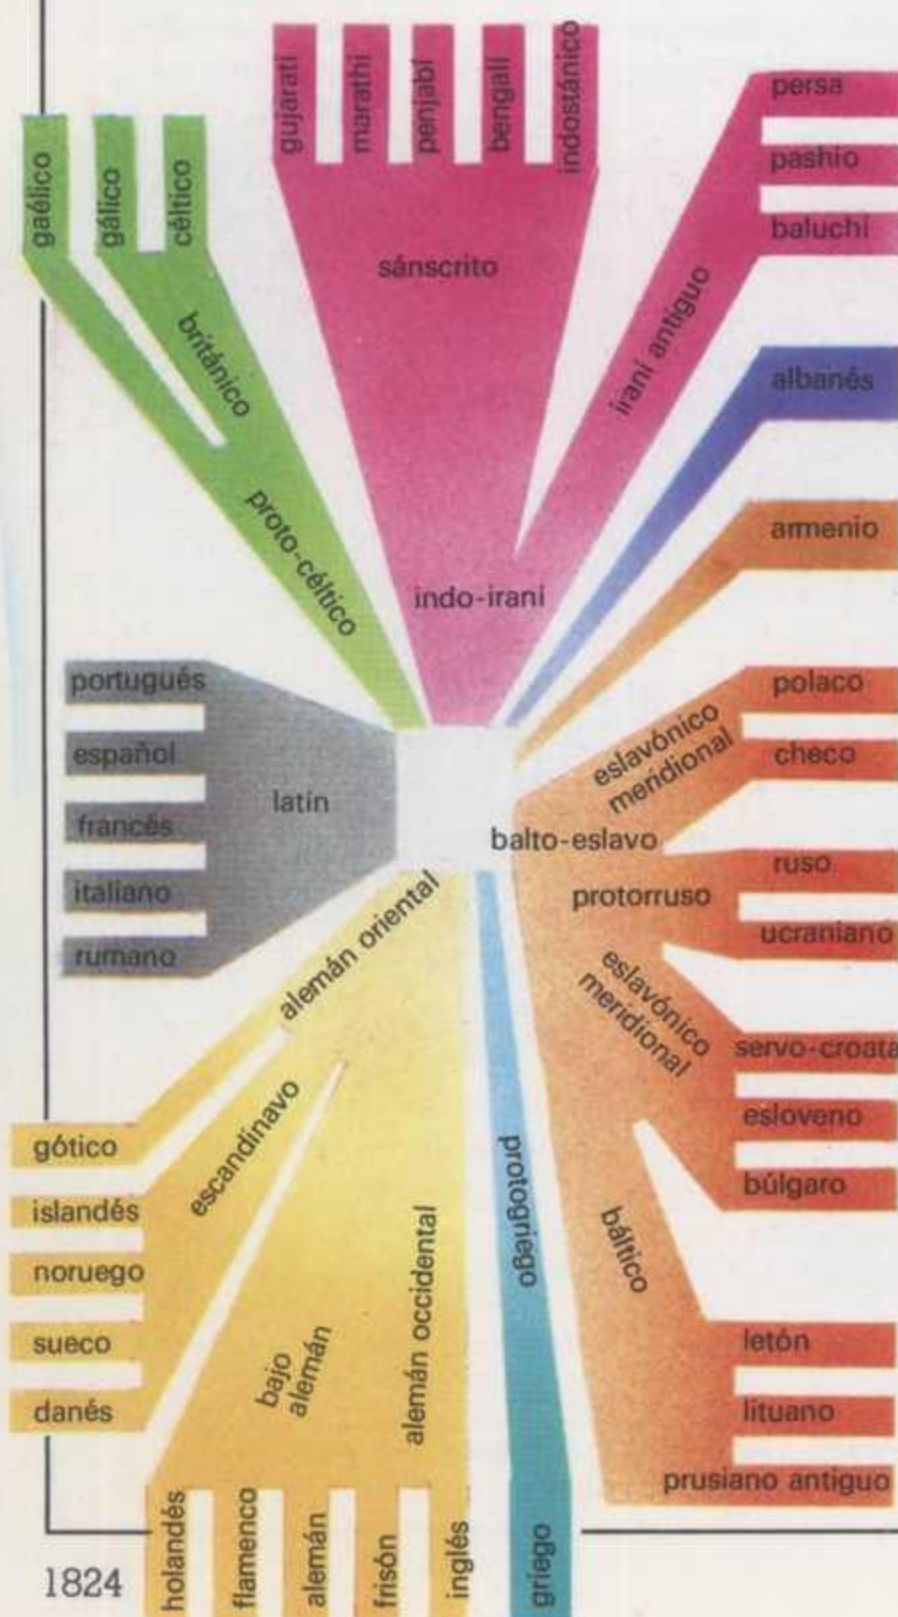 gujarati
marathi
penjabí
bengalí
indostánico
persa
pashio
baluchi
gaélico
gálico
céltico
sánscrito
iraní antiguo
británico
albanés
proto-céltico
armenio
indo-iraní
portugués
español
francés
italiano
rumano
latín
polaco
checo
eslavónico
meridional
balto-eslavo
ruso
protorruso
ucraniano
eslavónico
meridional
servo-croata
esloveno
búlgaro
alemán oriental
gótico
escandinavo
islandés
noruego
sueco
danés
protogriego
báltico
alemán occidental
bajo
alemán
letón
lituano
prusiano antiguo
holandés
flamenco
alemán
frisón
inglés
griego
1824